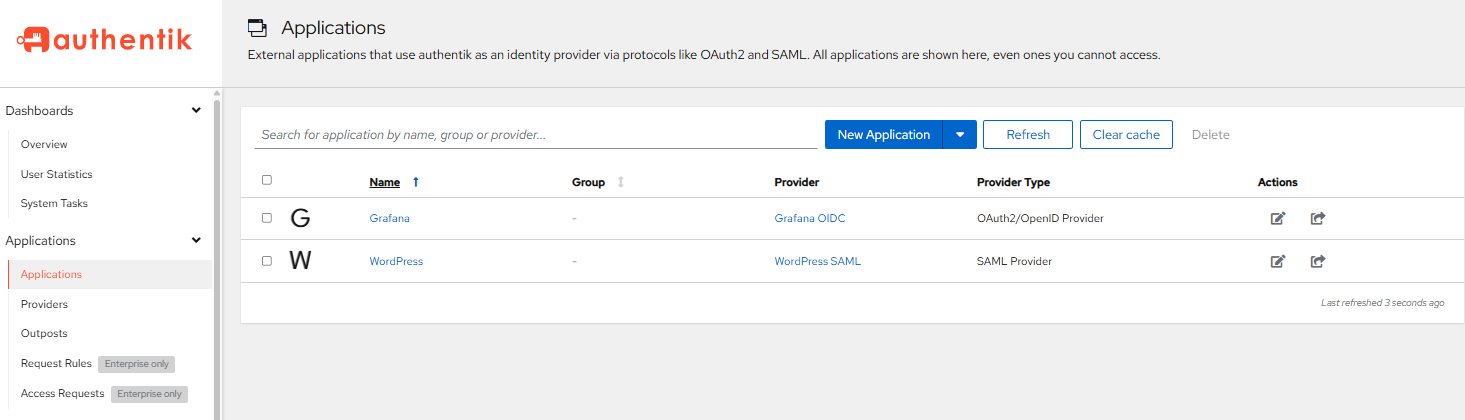 authentik
Applications
External applications that use authentik as an identity provider via protocols like OAuth2 and SAML. All applications are shown here, even ones you cannot access.
Dashboards
Overview
User Statistics
System Tasks
Applications
Applications
Providers
Outposts
Request Rules Enterprise only
Access Requests Enterprise only
Search for application by name, group or provider...
New Application Refresh Clear cache Delete
Name Group Provider Provider Type Actions
G Grafana - Grafana OIDC OAuth2/OpenID Provider
W WordPress - WordPress SAML SAML Provider
Last refreshed 3 seconds ago